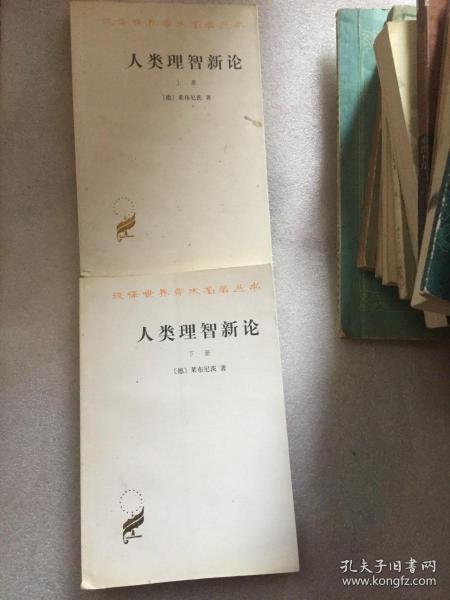 汉译世界学术名著丛书
人类理智新论
上册
〔德〕莱布尼茨 著
汉译世界学术名著丛书
人类理智新论
下册
〔德〕莱布尼茨 著
孔夫子旧书网
www.kongfz.com